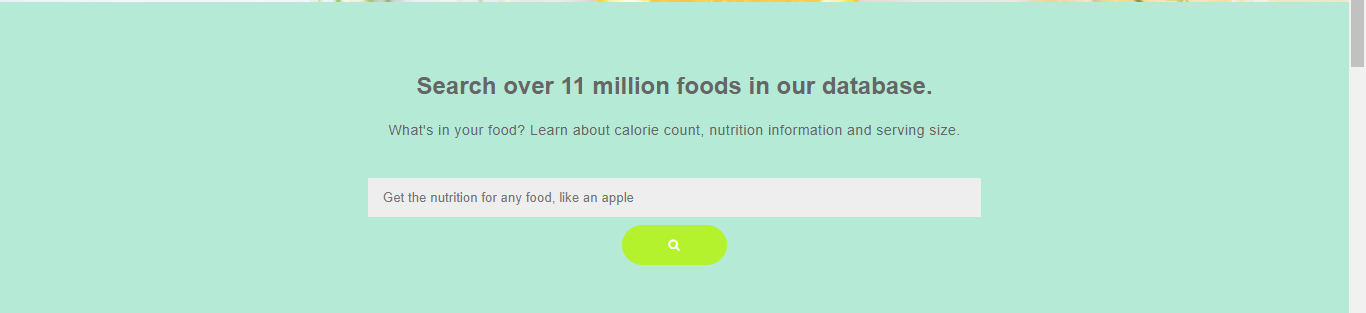 Search over 11 million foods in our database.
What's in your food? Learn about calorie count, nutrition information and serving size.
Get the nutrition for any food, like an apple